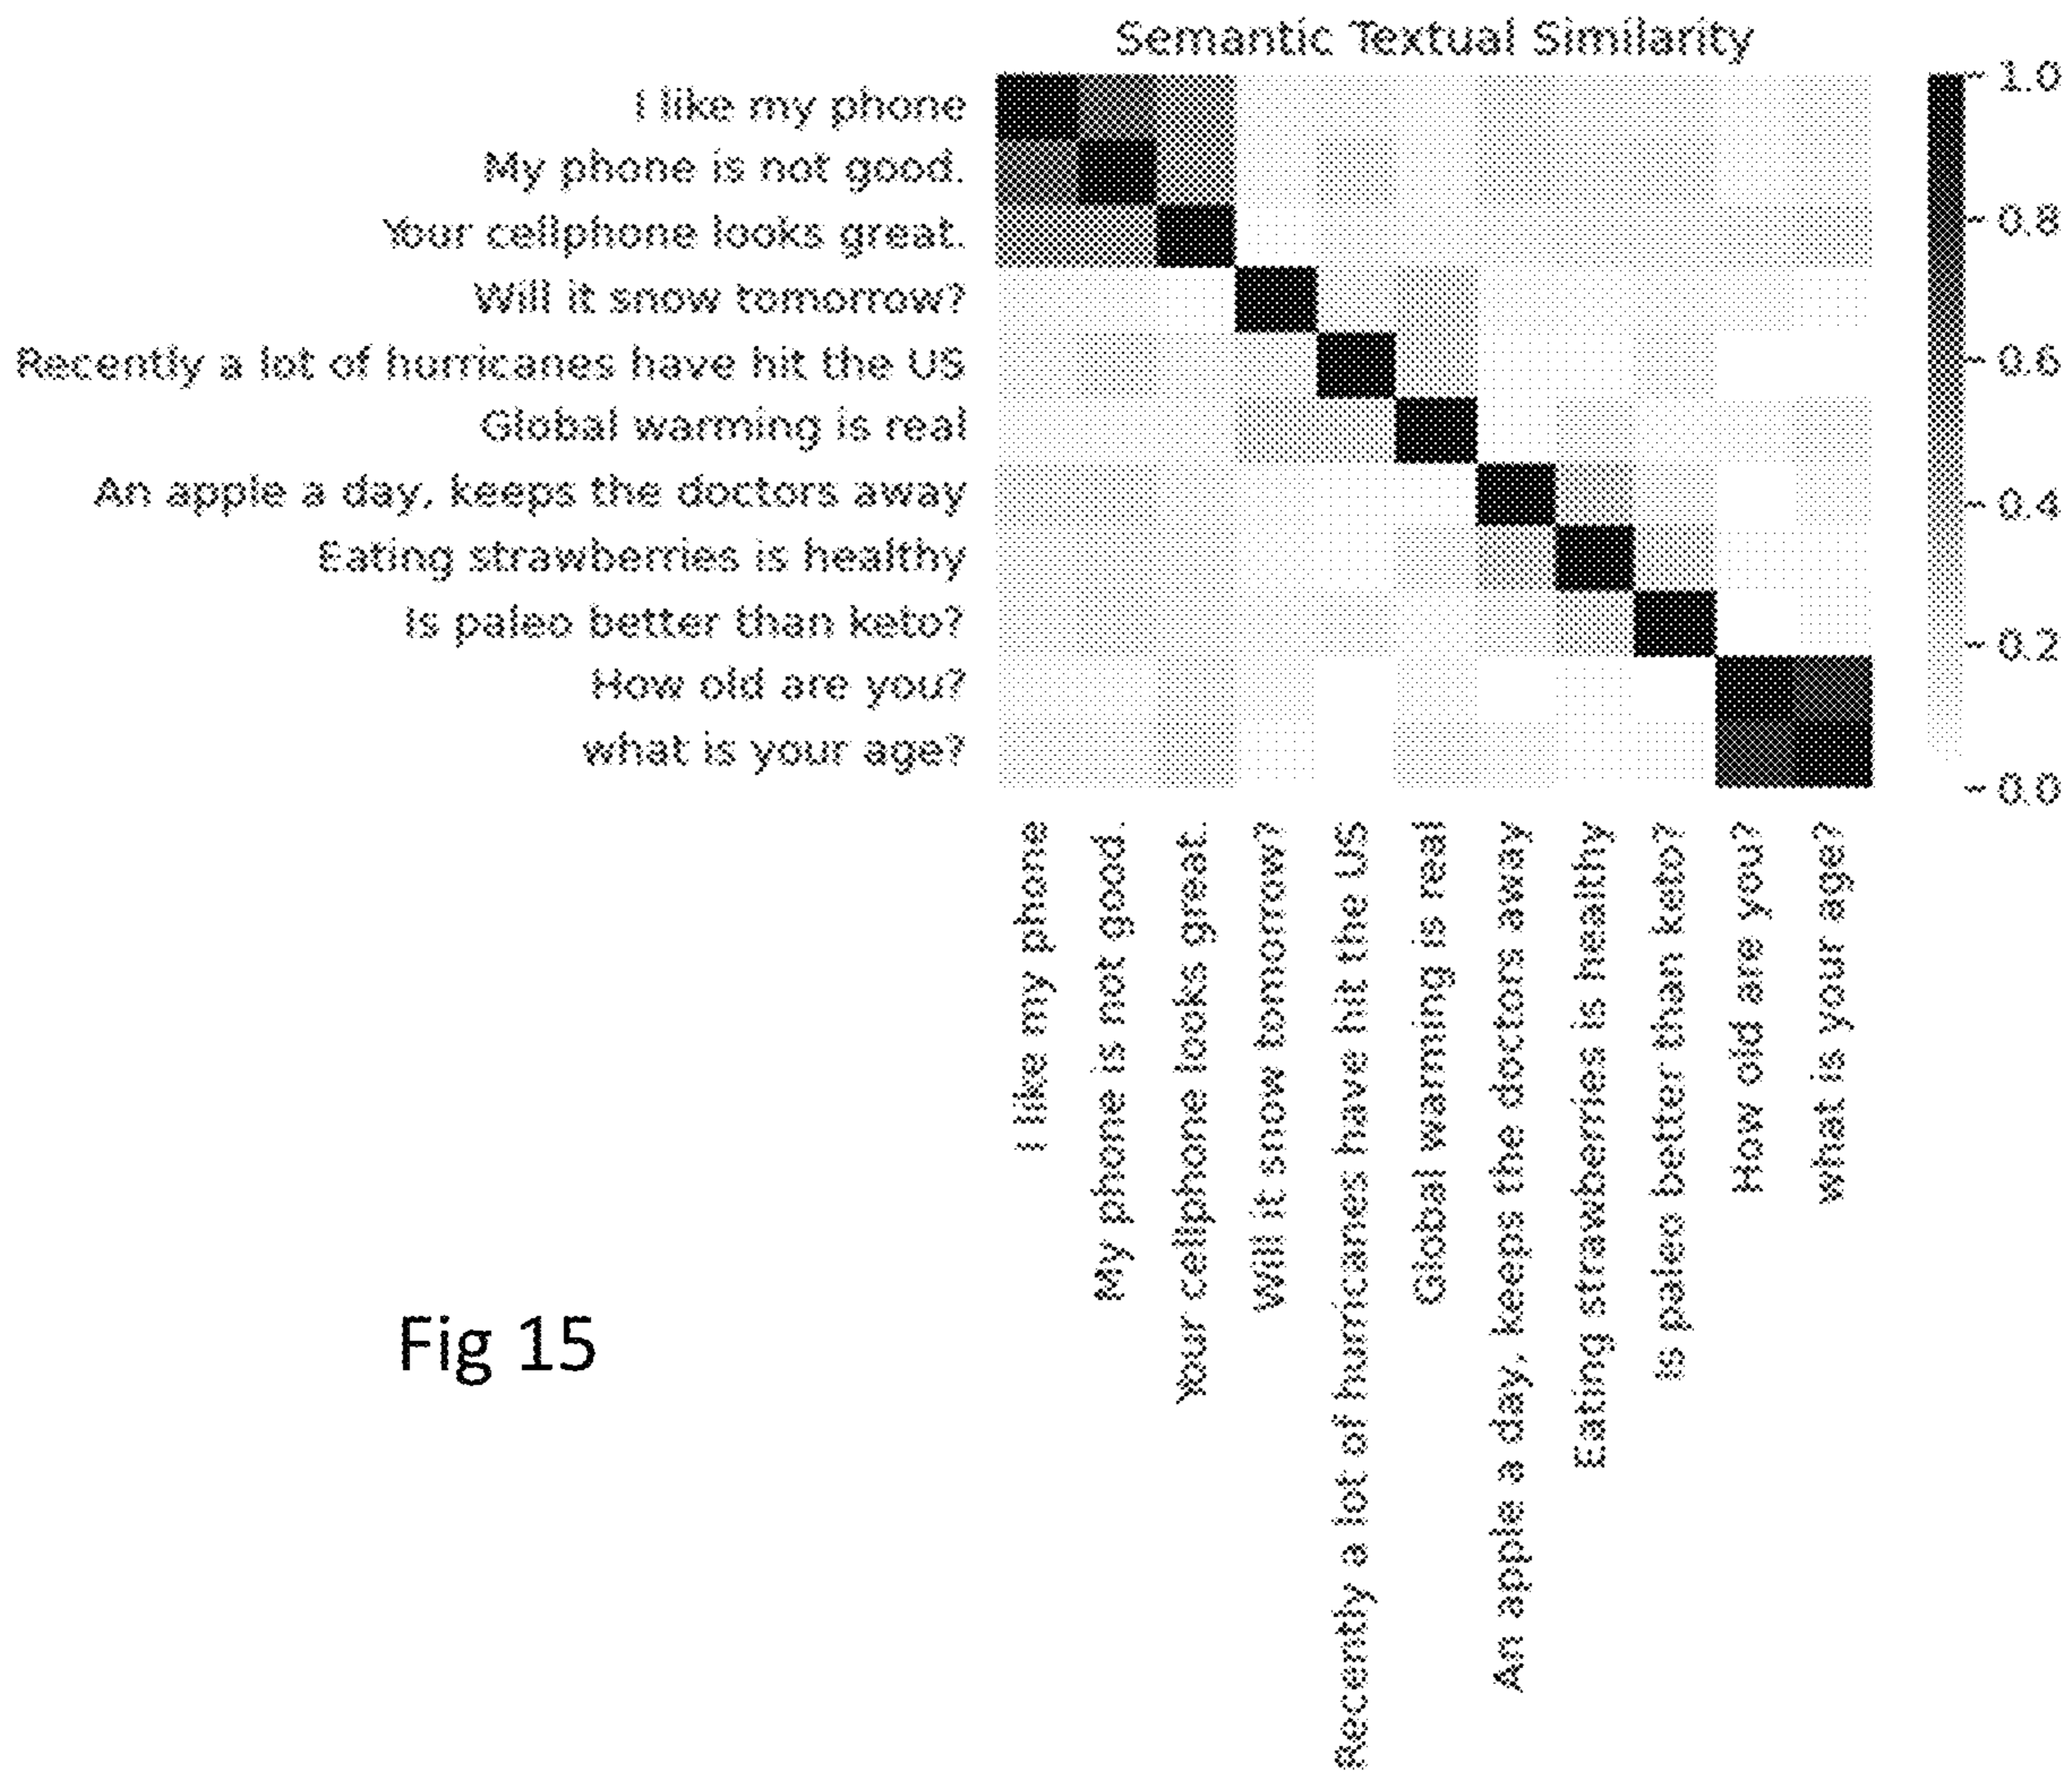 Semantic Textual Similarity
I like my phone
My phone is not good.
Your cellphone looks great.
Will it snow tomorrow?
Recently a lot of hurricanes have hit the US
Global warming is real
An apple a day, keeps the doctors away
Eating strawberries is healthy
Is paleo better than keto?
How old are you?
what is your age?
1.0
0.8
0.6
0.4
0.2
0.0
I like my phone
My phone is not good.
Your cellphone looks great.
Will it snow tomorrow?
Recently a lot of hurricanes have hit the US
Global warming is real
An apple a day, keeps the doctors away
Eating strawberries is healthy
Is paleo better than keto?
How old are you?
what is your age?
Fig 15